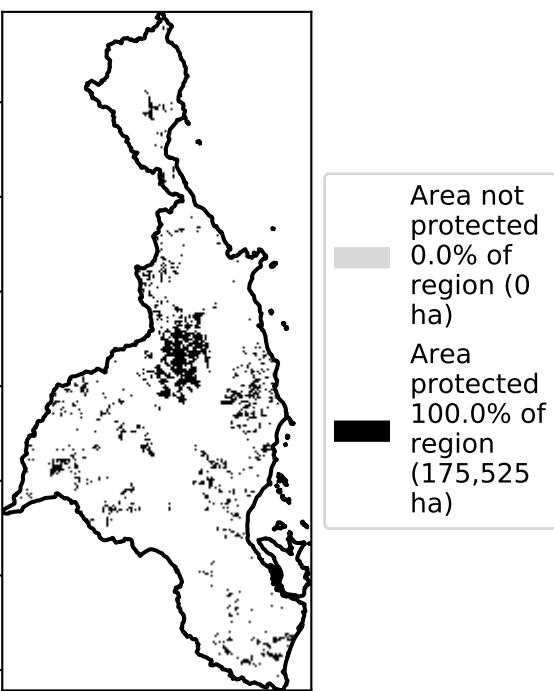 Area not
protected
0.0% of
region (0
ha)
Area
protected
100.0% of
region
(175,525
ha)